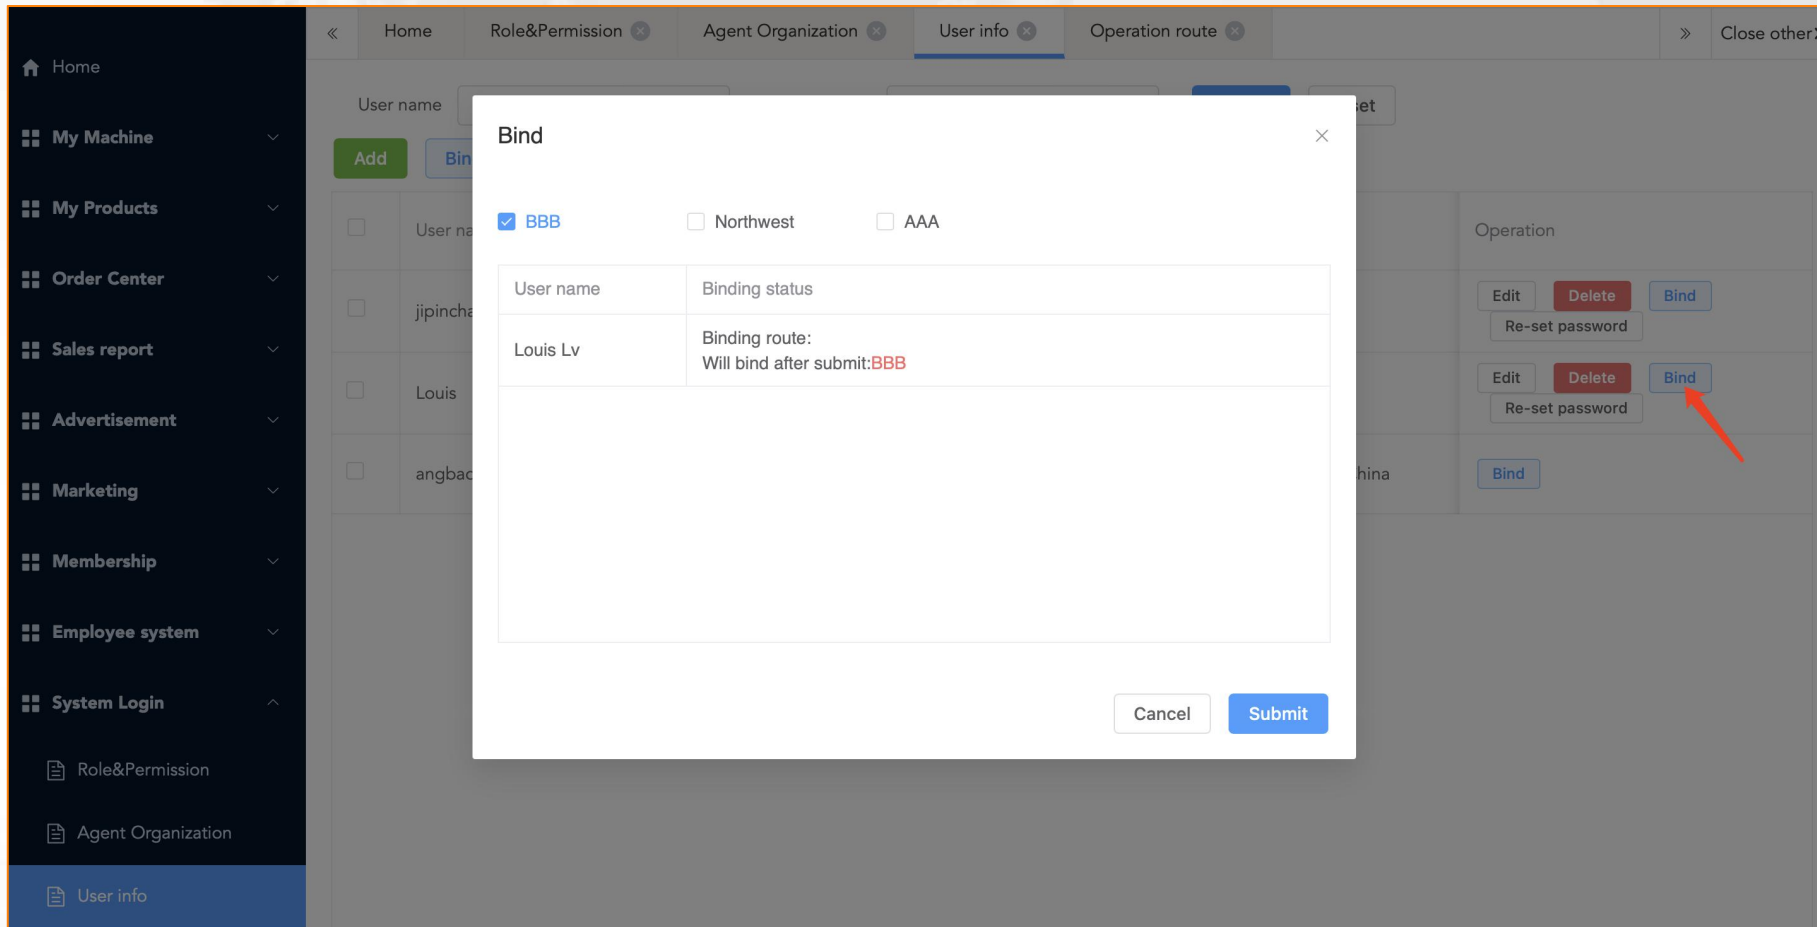 Home
My Machine
My Products
Order Center
Sales report
Advertisement
Marketing
Membership
Employee system
System Login
Role&Permission
Agent Organization
User info
Home Role&Permission Agent Organization User info Operation route Close other
User name
Add
Operation
jipincha
Edit Delete Bind
Re-set password
Louis
Edit Delete Bind
Re-set password
angbao
hina
Bind
Bind
BBB Northwest AAA
User name Binding status
Louis Lv
Binding route:
Will bind after submit:BBB
Cancel Submit